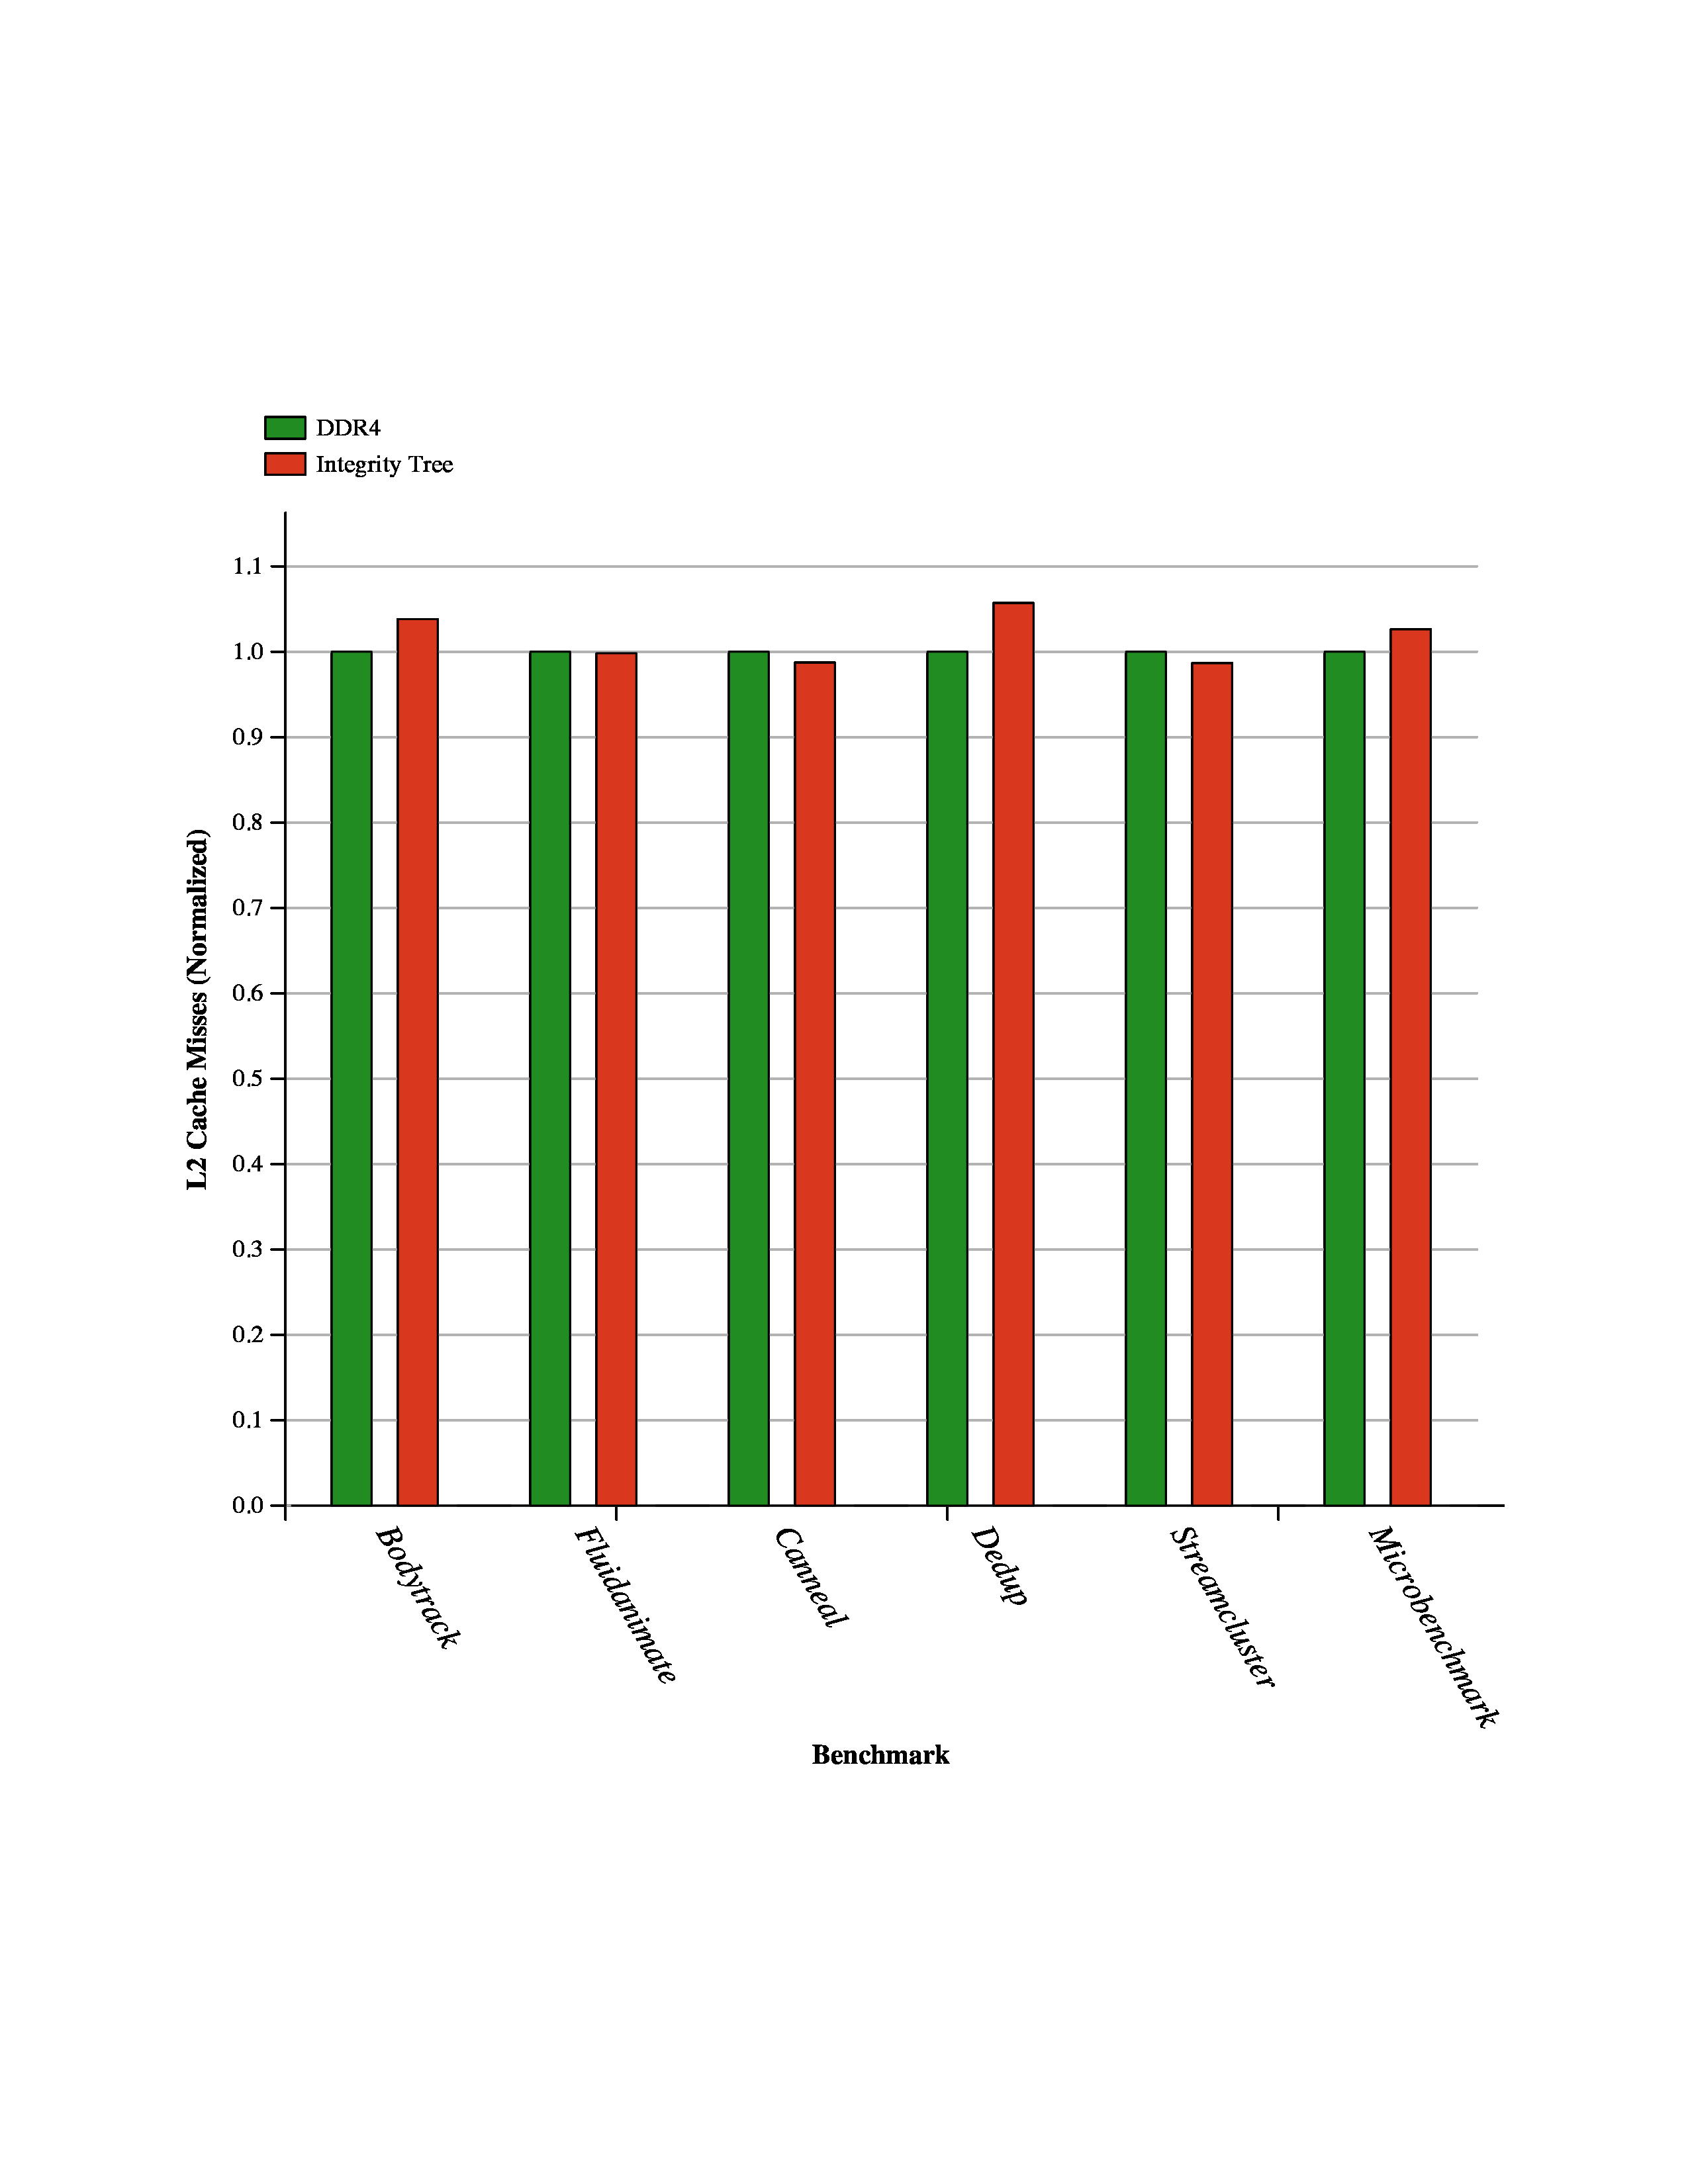 DDR4
Integrity Tree
1.1
1.0
0.9
0.8
0.7
0.6
0.5
0.4
0.3
0.2
0.1
0.0
L2 Cache Misses (Normalized)
Bodytrack
Fluidanimate
Canneal
Dedup
Streamcluster
Microbenchmark
Benchmark